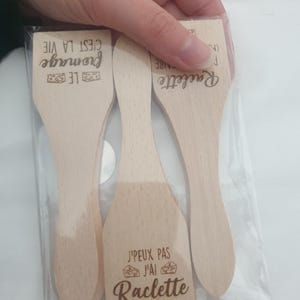 LE
fromage
C'EST LA VIE
Raclette
J'PEUX PAS
J'AI
Raclette